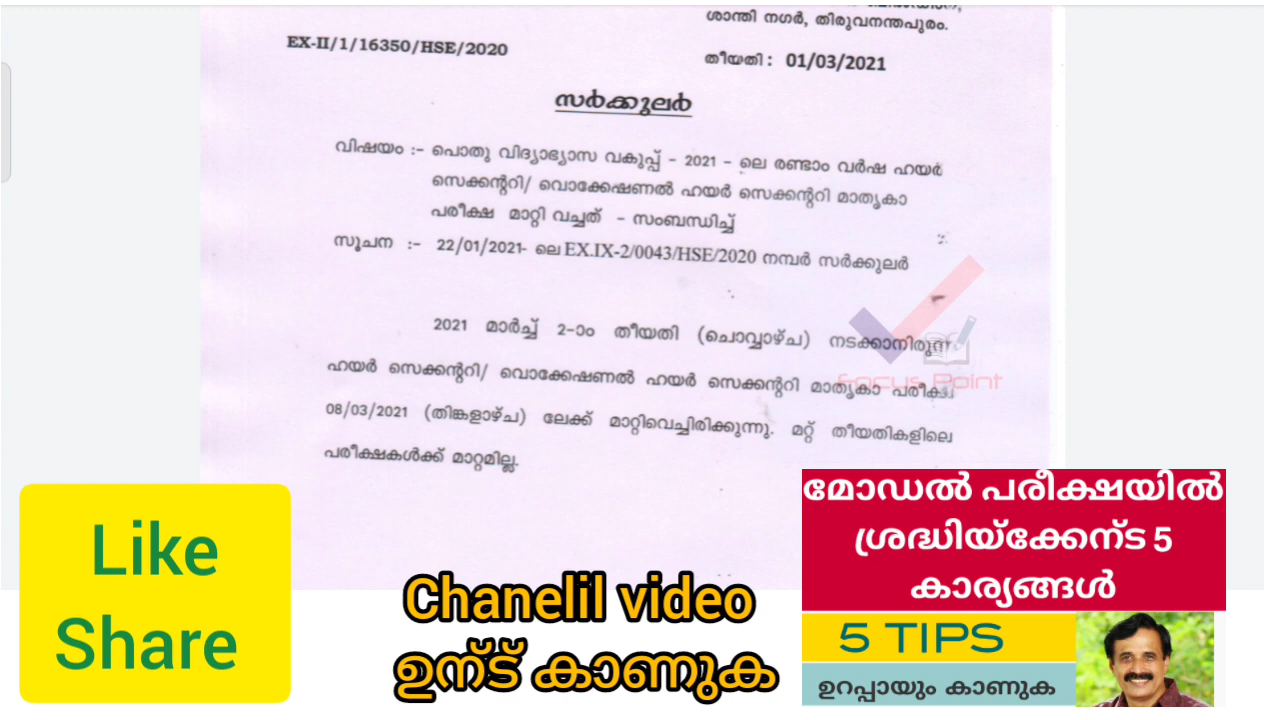 ശാന്തി നഗർ, തിരുവനന്തപുരം.
EX-II/1/16350/HSE/2020
തീയതി : 01/03/2021
സർക്കുലർ
വിഷയം :- പൊതു വിദ്യാഭ്യാസ വകുപ്പ് - 2021 - ലെ രണ്ടാം വർഷ ഹയർ
സെക്കന്ററി/ വൊക്കേഷണൽ ഹയർ സെക്കന്ററി മാതൃകാ
പരീക്ഷ മാറ്റി വച്ചത് - സംബന്ധിച്ച്
സൂചന :- 22/01/2021- ലെ EX.IX-2/0043/HSE/2020 നമ്പർ സർക്കുലർ
2021 മാർച്ച് 2-ാം തീയതി (ചൊവ്വാഴ്ച) നടക്കാനിരുന്ന
ഹയർ സെക്കന്ററി/ വൊക്കേഷണൽ ഹയർ സെക്കന്ററി മാതൃകാ പരീക്ഷ
08/03/2021 (തിങ്കളാഴ്ച) ലേക്ക് മാറ്റിവെച്ചിരിക്കുന്നു. മറ്റ് തീയതികളിലെ
പരീക്ഷകൾക്ക് മാറ്റമില്ല.
Focus Point
Like
Share
Chanelil video
ഉന്ട് കാണുക
മോഡൽ പരീക്ഷയിൽ
ശ്രദ്ധിയ്ക്കേന്ട 5
കാര്യങ്ങൾ
5 TIPS
ഉറപ്പായും കാണുക